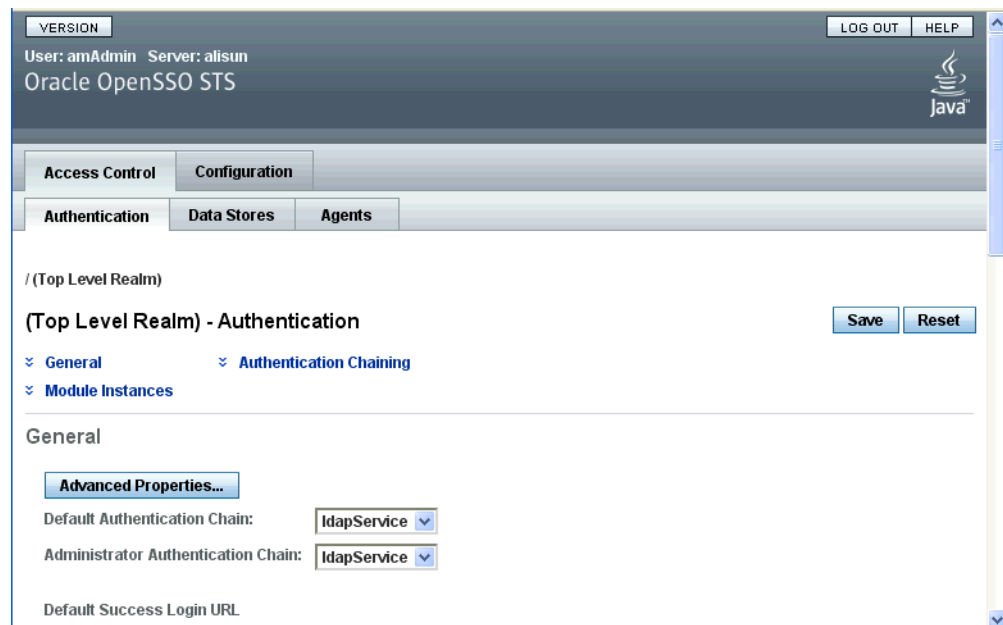 VERSION
LOG OUT HELP
User: amAdmin Server: alisun
Oracle OpenSSO STS
Java™
Access Control Configuration
Authentication Data Stores Agents
/ (Top Level Realm)
(Top Level Realm) - Authentication
Save Reset
General Authentication Chaining
Module Instances
General
Advanced Properties...
Default Authentication Chain: ldapService
Administrator Authentication Chain: ldapService
Default Success Login URL